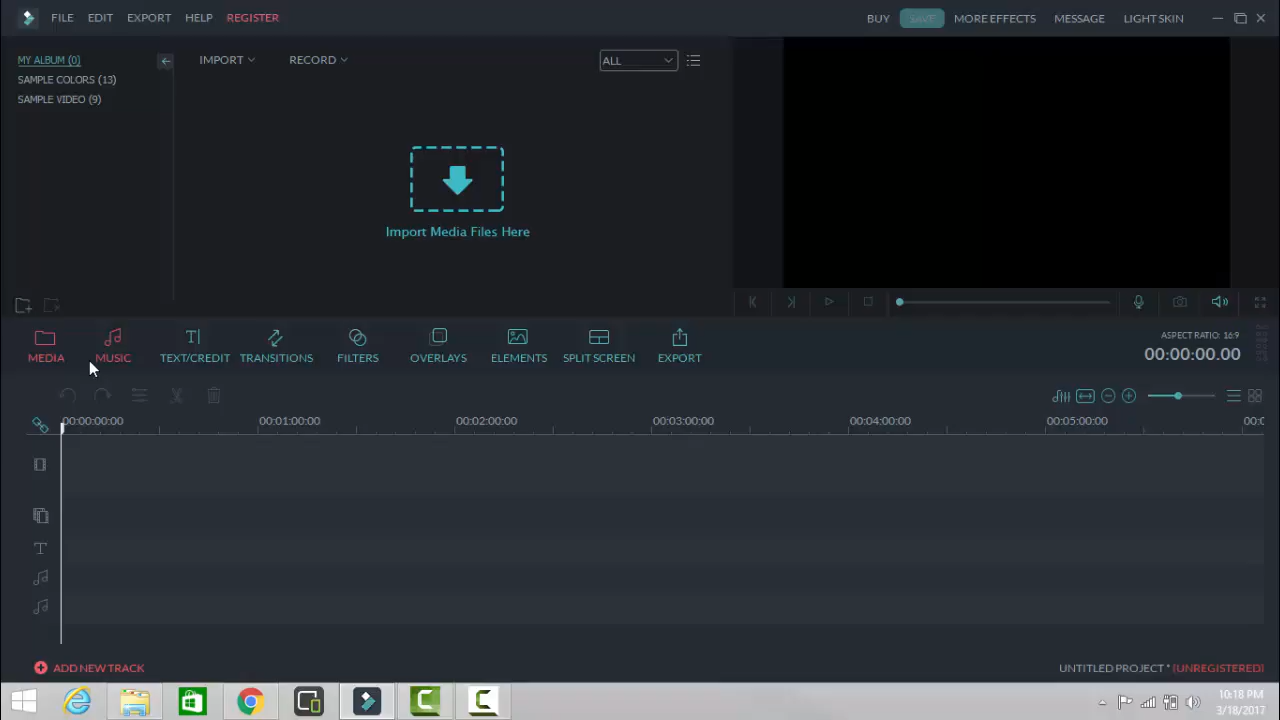 FILE EDIT EXPORT HELP REGISTER BUY SAVE MORE EFFECTS MESSAGE LIGHT SKIN
MY ALBUM (0) IMPORT RECORD ALL
SAMPLE COLORS (13)
SAMPLE VIDEO (9)
Import Media Files Here
MEDIA MUSIC TEXT/CREDIT TRANSITIONS FILTERS OVERLAYS ELEMENTS SPLIT SCREEN EXPORT
ASPECT RATIO: 16:9
00:00:00.00
00:00:00:00 00:01:00:00 00:02:00:00 00:03:00:00 00:04:00:00 00:05:00:00
ADD NEW TRACK UNTITLED PROJECT * (UNREGISTERED)
10:18 PM
3/18/2017